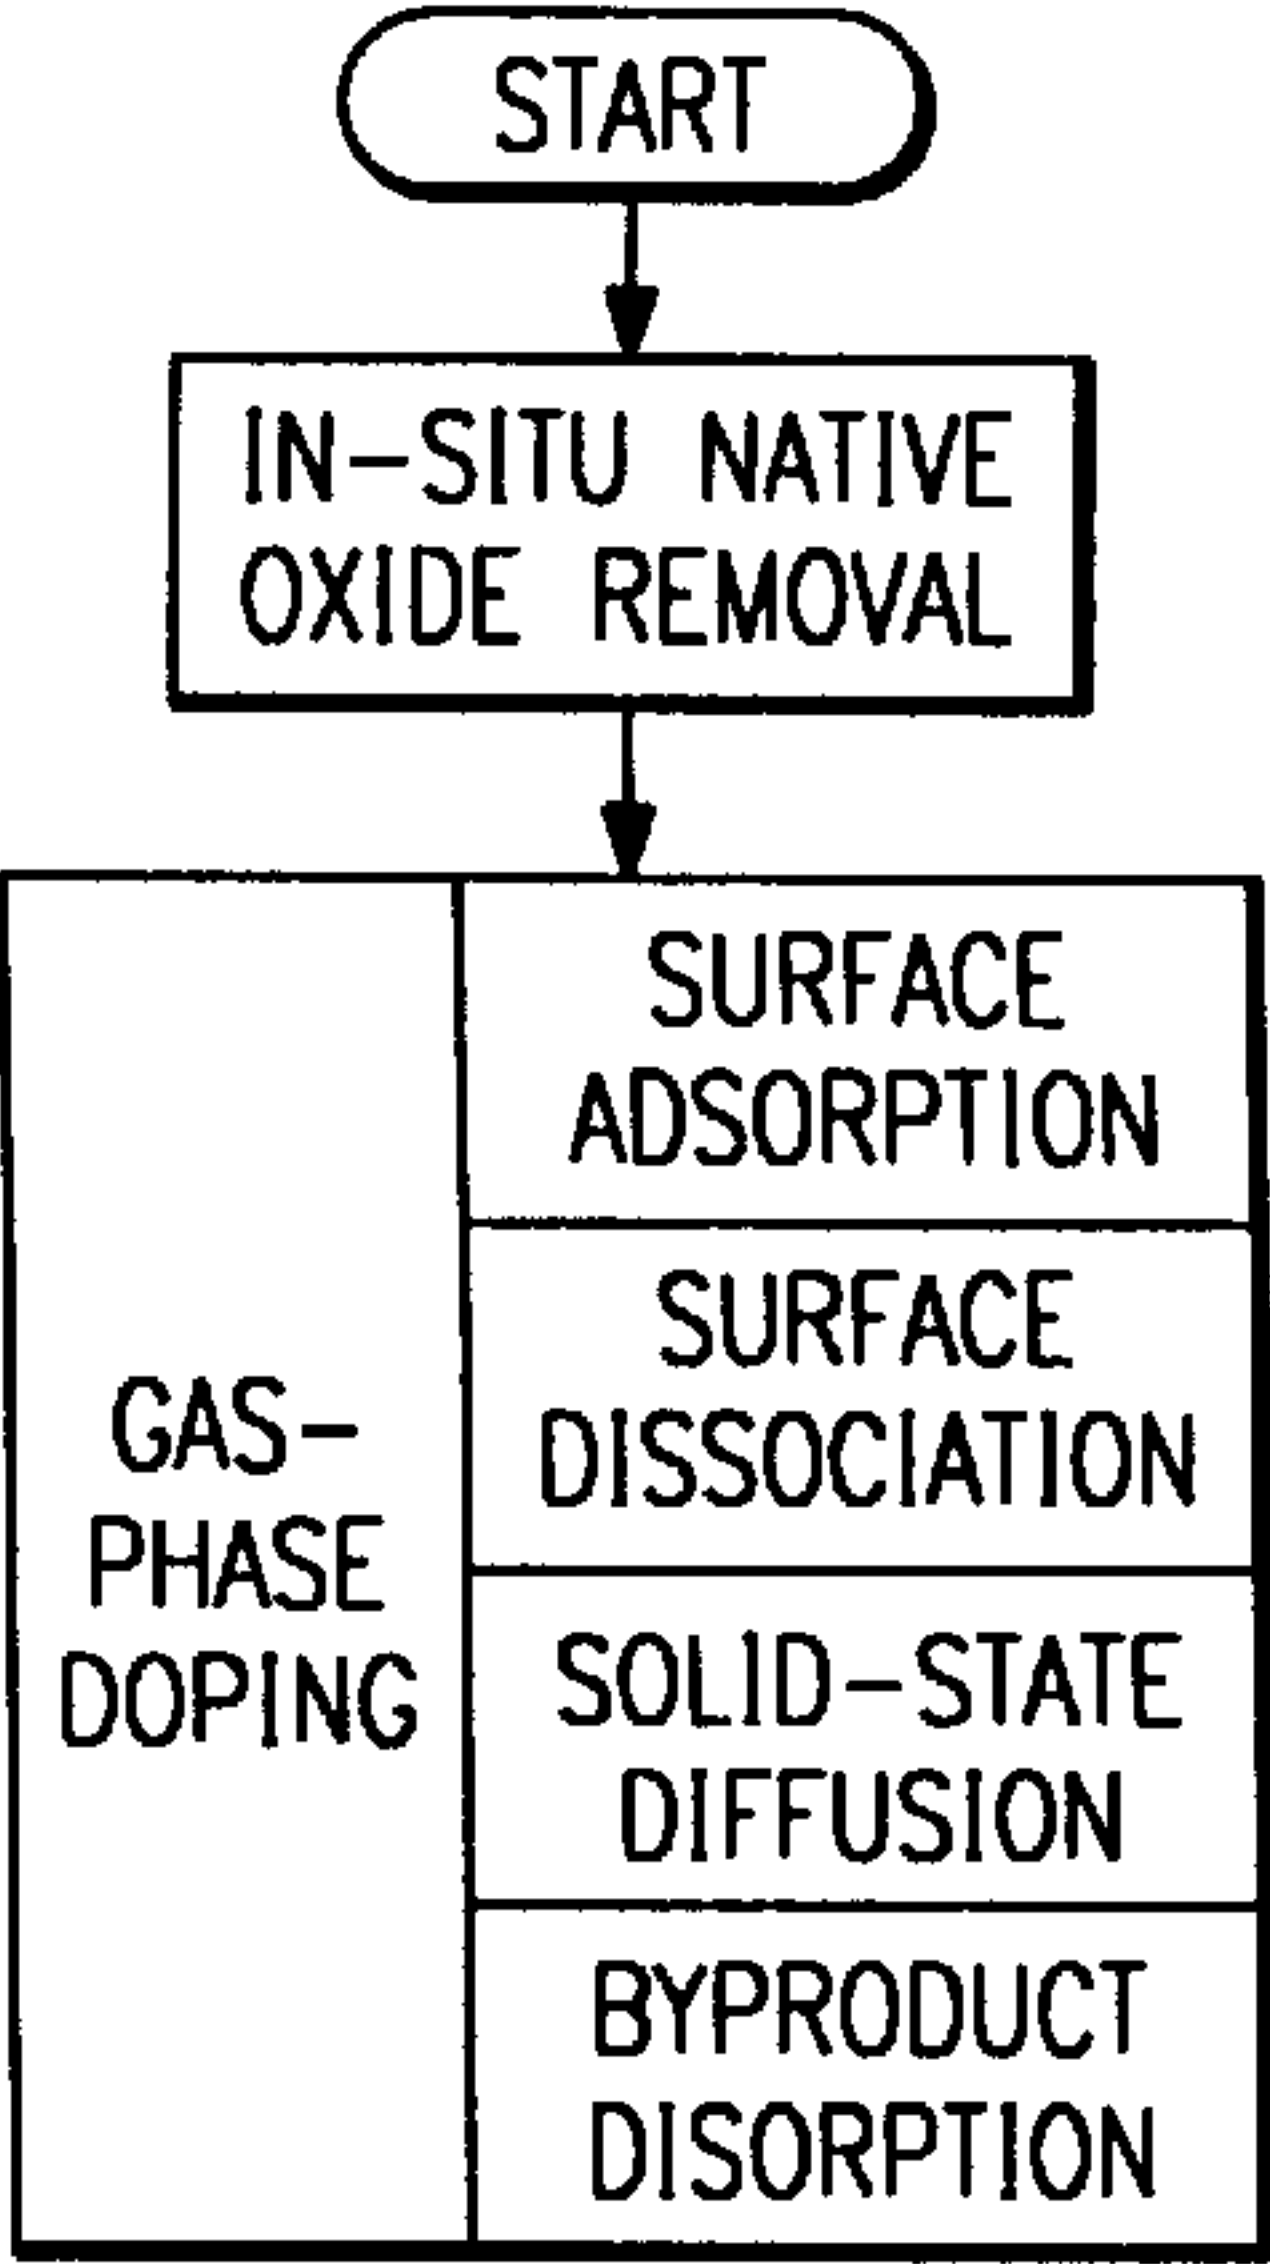 START
IN-SITU NATIVE
OXIDE REMOVAL
GAS-
PHASE
DOPING
SURFACE
ADSORPTION
SURFACE
DISSOCIATION
SOLID-STATE
DIFFUSION
BYPRODUCT
DISORPTION